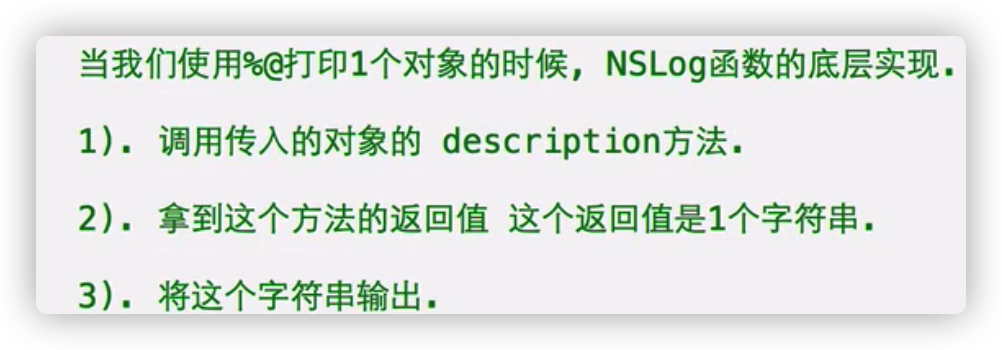 当我们使用%@打印1个对象的时候, NSLog函数的底层实现.
1). 调用传入的对象的 description方法.
2). 拿到这个方法的返回值 这个返回值是1个字符串.
3). 将这个字符串输出.